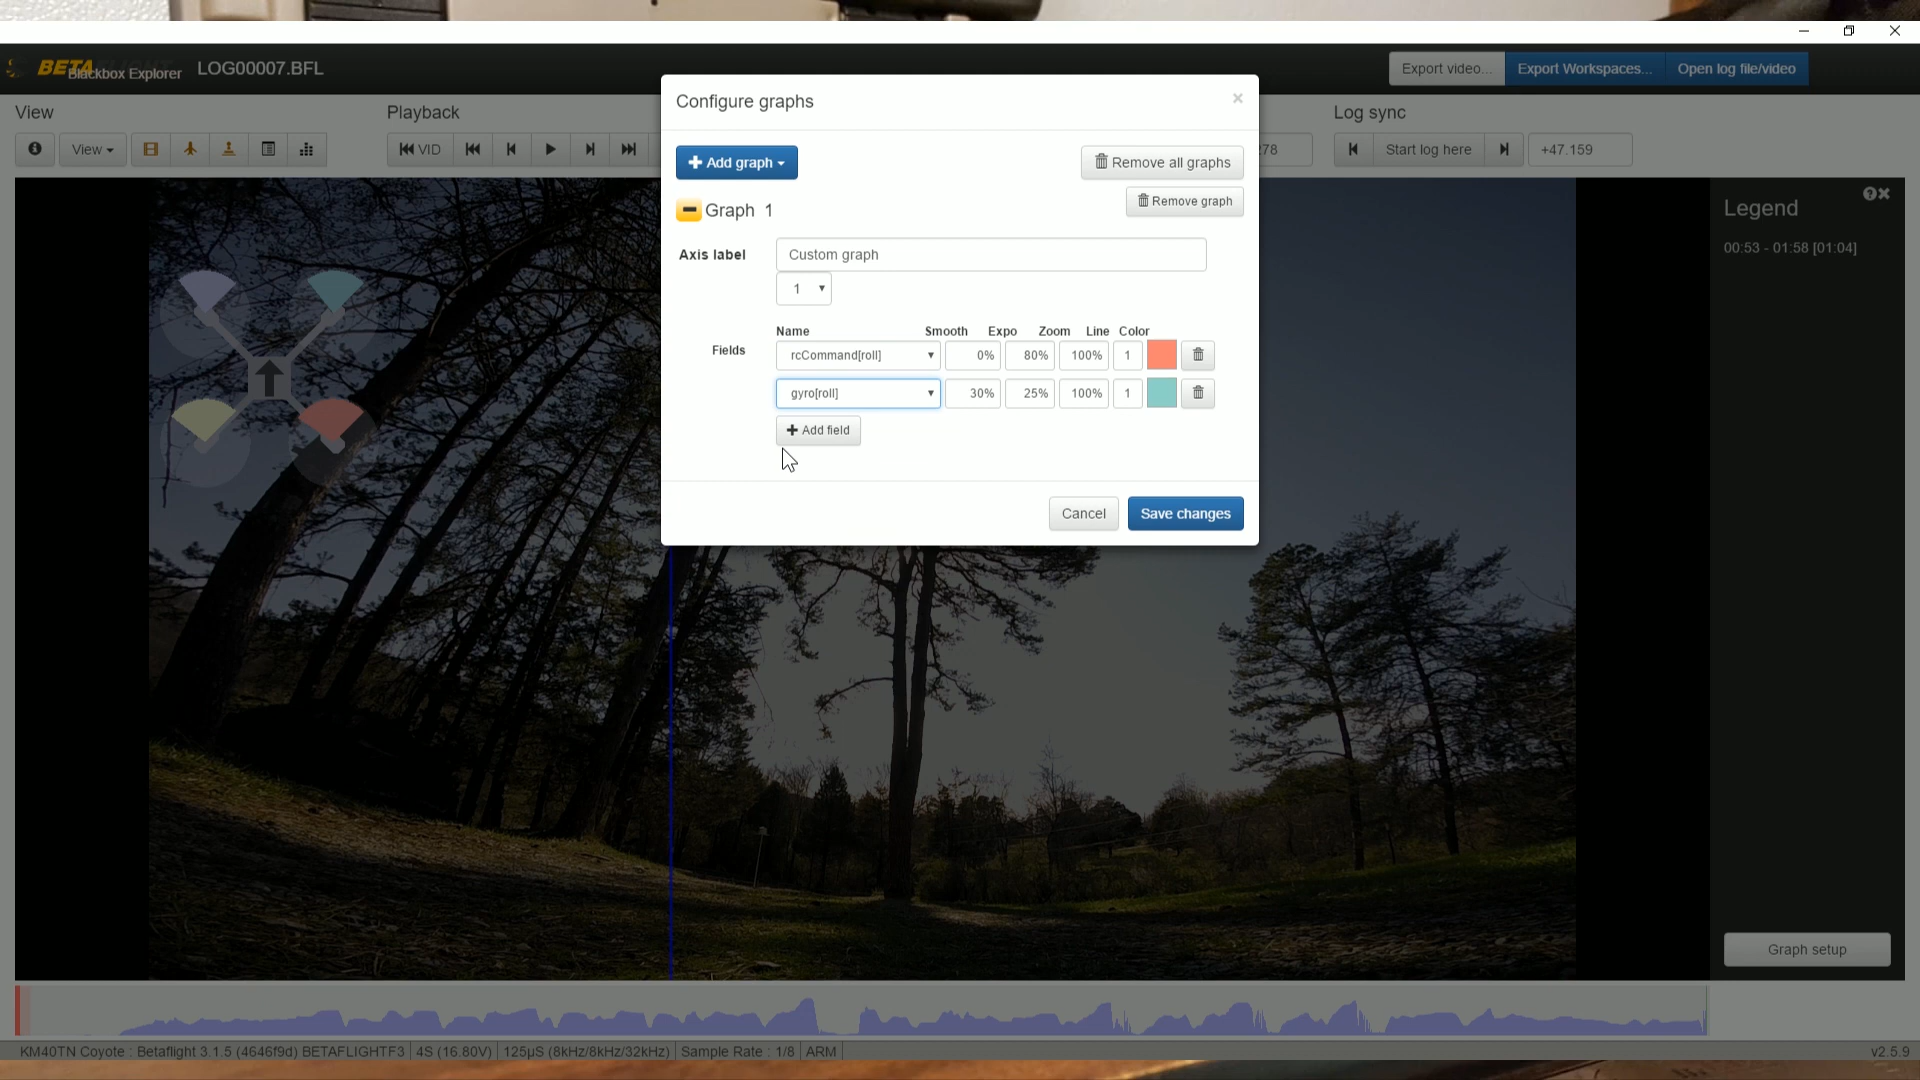 BETAFLIGHT
Blackbox Explorer
LOG00007.BFL
Export video...
Export Workspaces...
Open log file/video
View
Playback
Log sync
View
VID
278
Start log here
+47.159
Configure graphs
×
Add graph
Remove all graphs
Graph 1
Remove graph
Axis label
Custom graph
1
Name Smooth Expo Zoom Line Color
Fields
rcCommand[roll] 0% 80% 100% 1
gyro[roll] 30% 25% 100% 1
Add field
Cancel
Save changes
Legend
00:53 - 01:58 [01:04]
Graph setup
KM40TN Coyote : Betaflight 3.1.5 (4646f9d) BETAFLIGHTF3 4S (16.80V) 125µS (8kHz/8kHz/32kHz) Sample Rate : 1/8 ARM
v2.5.9